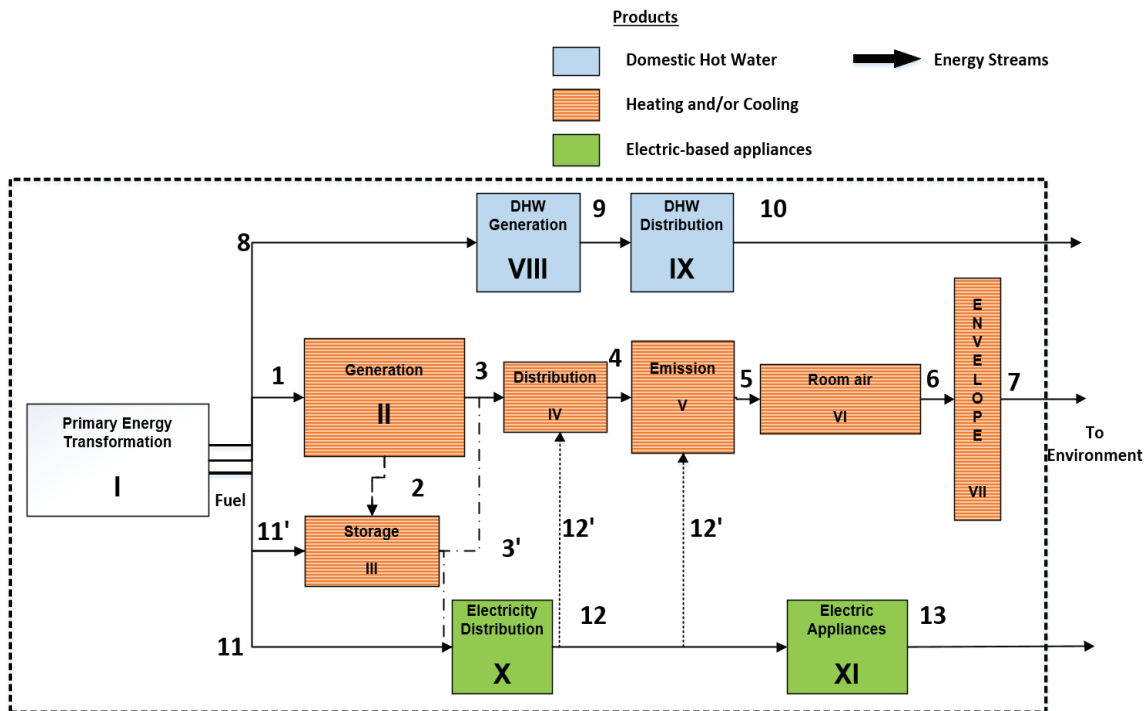 Products
Domestic Hot Water
Energy Streams
Heating and/or Cooling
Electric-based appliances
8
DHW
Generation
VIII
9
DHW
Distribution
IX
10
1
Generation
II
3
Distribution
IV
4
Emission
V
5
Room air
VI
6
ENVELOPE
VII
7
To
Environment
Primary Energy
Transformation
I
Fuel
2
11'
Storage
III
3'
12'
12'
11
Electricity
Distribution
X
12
Electric
Appliances
XI
13